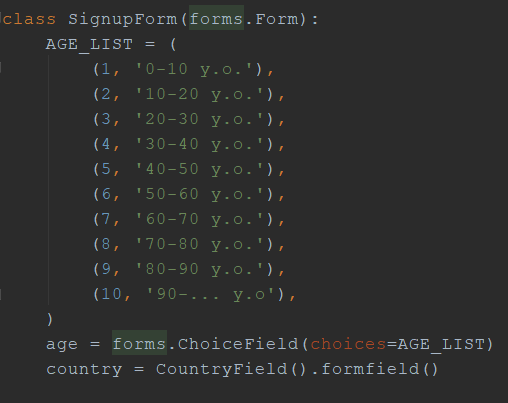 class SignupForm(forms.Form):
    AGE_LIST = (
        (1, '0-10 y.o.'),
        (2, '10-20 y.o.'),
        (3, '20-30 y.o.'),
        (4, '30-40 y.o.'),
        (5, '40-50 y.o.'),
        (6, '50-60 y.o.'),
        (7, '60-70 y.o.'),
        (8, '70-80 y.o.'),
        (9, '80-90 y.o.'),
        (10, '90-... y.o'),
    )
    age = forms.ChoiceField(choices=AGE_LIST)
    country = CountryField().formfield()